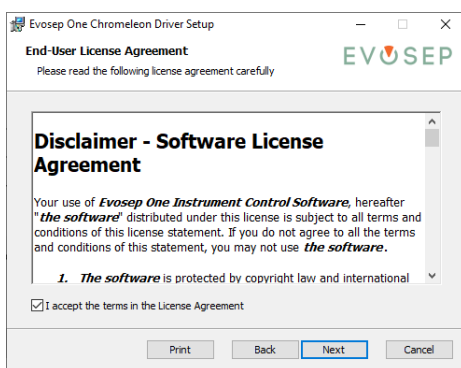 Evosep One Chromeleon Driver Setup
End-User License Agreement
EVOSEP
Please read the following license agreement carefully
Disclaimer - Software License
Agreement
Your use of Evosep One Instrument Control Software, hereafter
"the software" distributed under this license is subject to all terms and
conditions of this license statement. If you do not agree to all the terms
and conditions of this statement, you may not use the software.
1. The software is protected by copyright law and international
I accept the terms in the License Agreement
Print Back Next Cancel